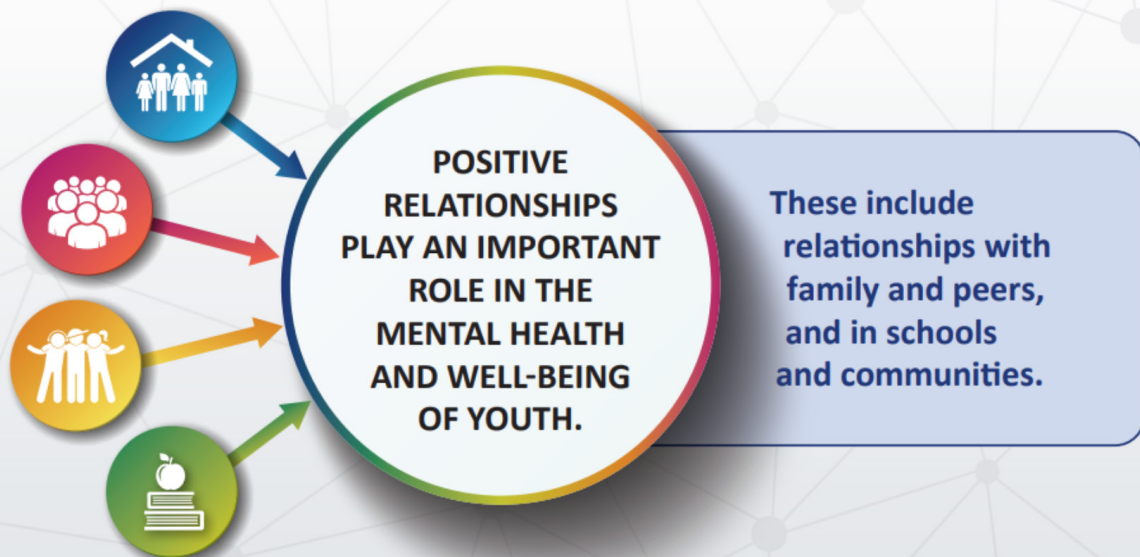 POSITIVE
RELATIONSHIPS
PLAY AN IMPORTANT
ROLE IN THE
MENTAL HEALTH
AND WELL-BEING
OF YOUTH.
These include
relationships with
family and peers,
and in schools
and communities.